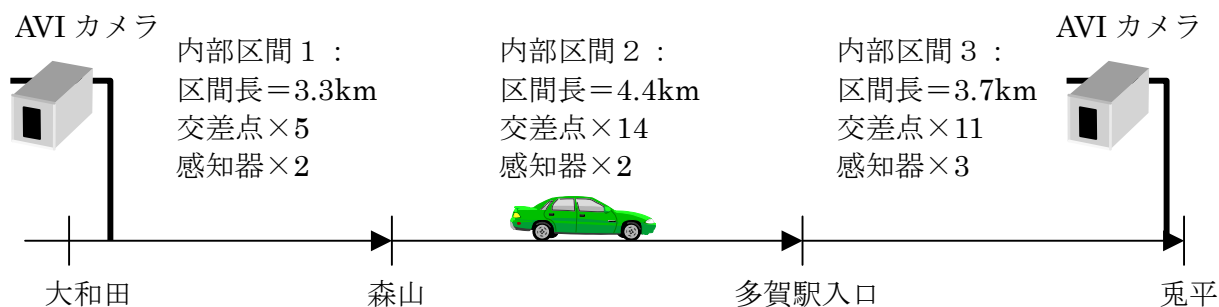 AVI カメラ
内部区間１：
区間長＝3.3km
交差点×5
感知器×2
内部区間２：
区間長＝4.4km
交差点×14
感知器×2
内部区間３：
区間長＝3.7km
交差点×11
感知器×3
AVI カメラ
大和田
森山
多賀駅入口
兎平